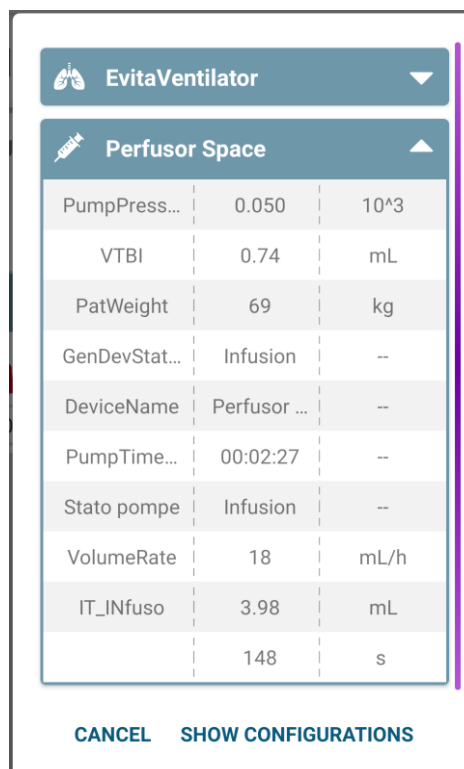 EvitaVentilator
Perfusor Space
PumpPress... 0.050 10^3
VTBI 0.74 mL
PatWeight 69 kg
GenDevStat... Infusion --
DeviceName Perfusor ... --
PumpTime... 00:02:27 --
Stato pompe Infusion --
VolumeRate 18 mL/h
IT_INfuso 3.98 mL
148 s
CANCEL SHOW CONFIGURATIONS